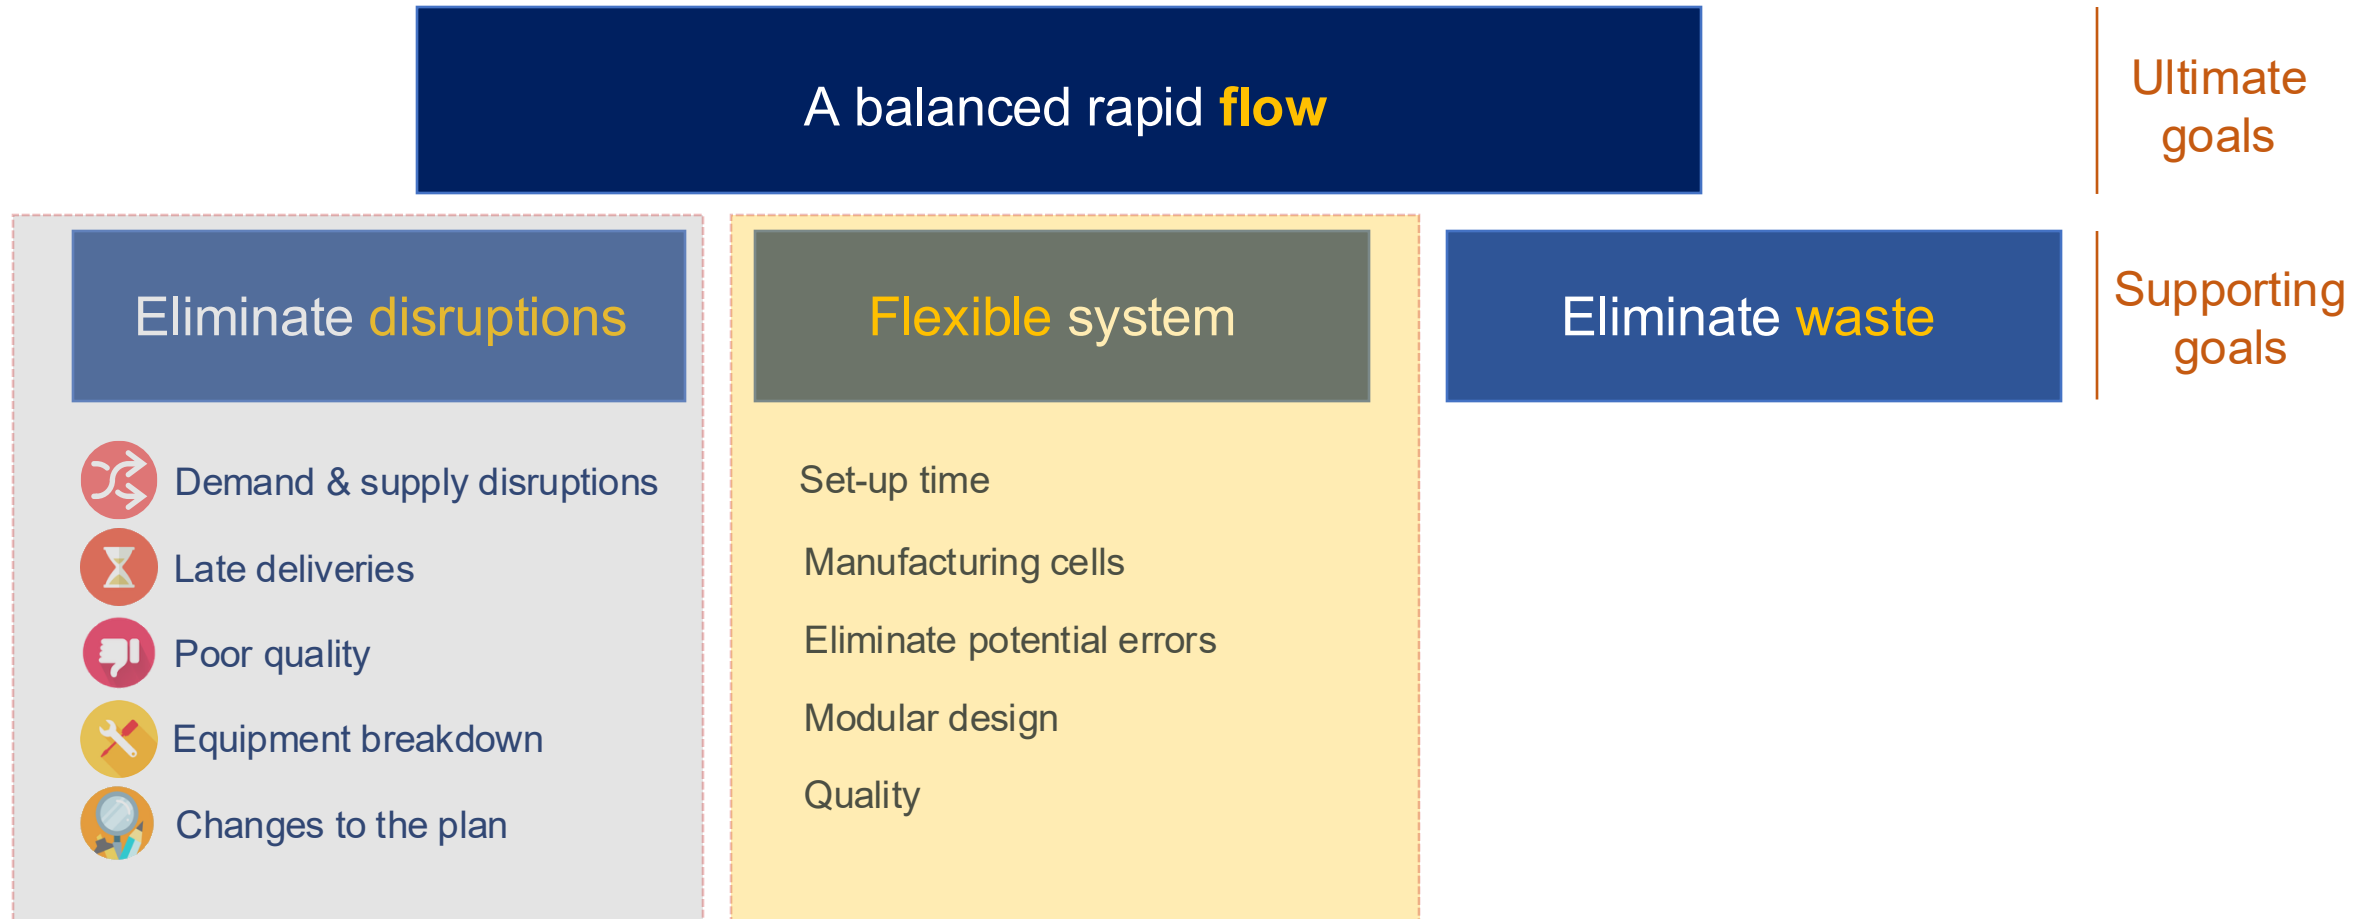 A balanced rapid flow
Ultimate
goals
Eliminate disruptions
Flexible system
Eliminate waste
Supporting
goals
Demand & supply disruptions
Late deliveries
Poor quality
Equipment breakdown
Changes to the plan
Set-up time
Manufacturing cells
Eliminate potential errors
Modular design
Quality